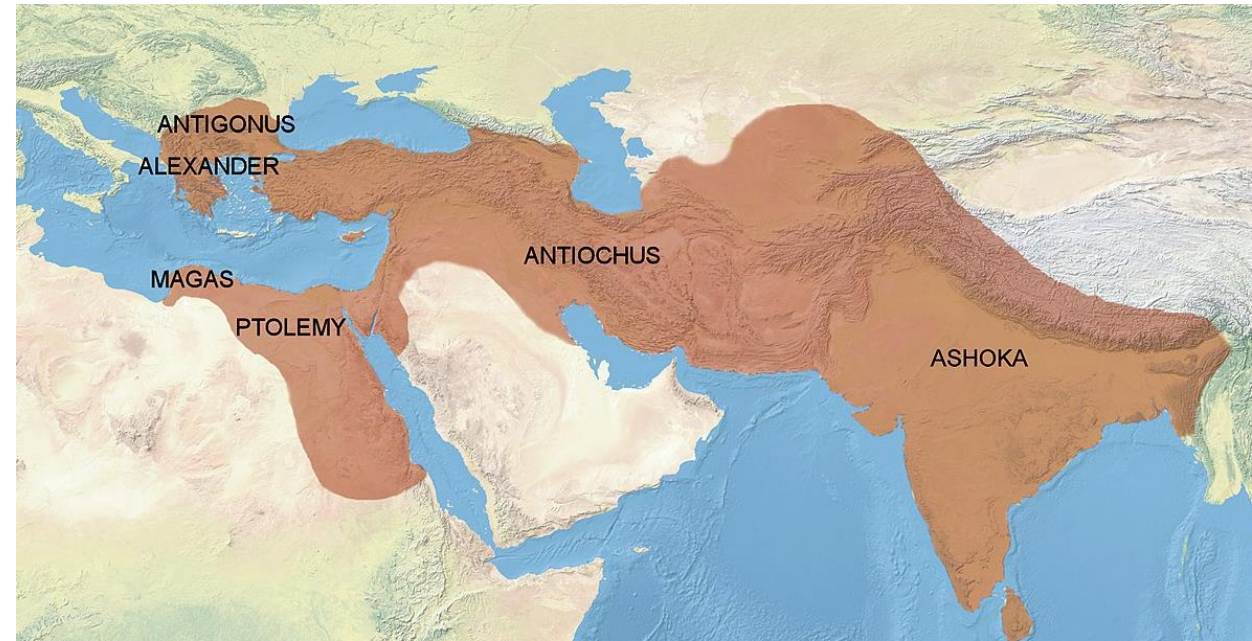 ANTIGONUS
ALEXANDER
ANTIOCHUS
MAGAS
PTOLEMY
ASHOKA